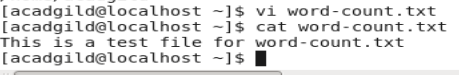 [acadgild@localhost ~]$ vi word-count.txt
[acadgild@localhost ~]$ cat word-count.txt
This is a test file for word-count.txt
[acadgild@localhost ~]$